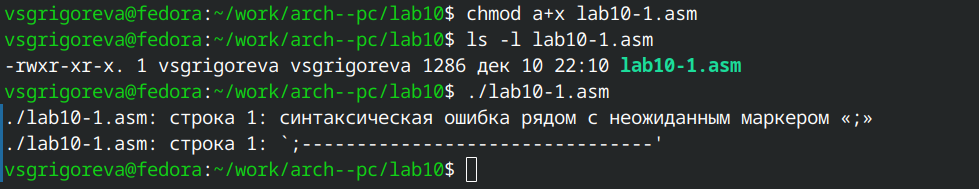 vsgrigoreva@fedora:~/work/arch--pc/lab10$ chmod a+x lab10-1.asm
vsgrigoreva@fedora:~/work/arch--pc/lab10$ ls -l lab10-1.asm
-rwxr-xr-x. 1 vsgrigoreva vsgrigoreva 1286 дек 10 22:10 lab10-1.asm
vsgrigoreva@fedora:~/work/arch--pc/lab10$ ./lab10-1.asm
./lab10-1.asm: строка 1: синтаксическая ошибка рядом с неожиданным маркером «;»
./lab10-1.asm: строка 1: `;--------------------------------'
vsgrigoreva@fedora:~/work/arch--pc/lab10$